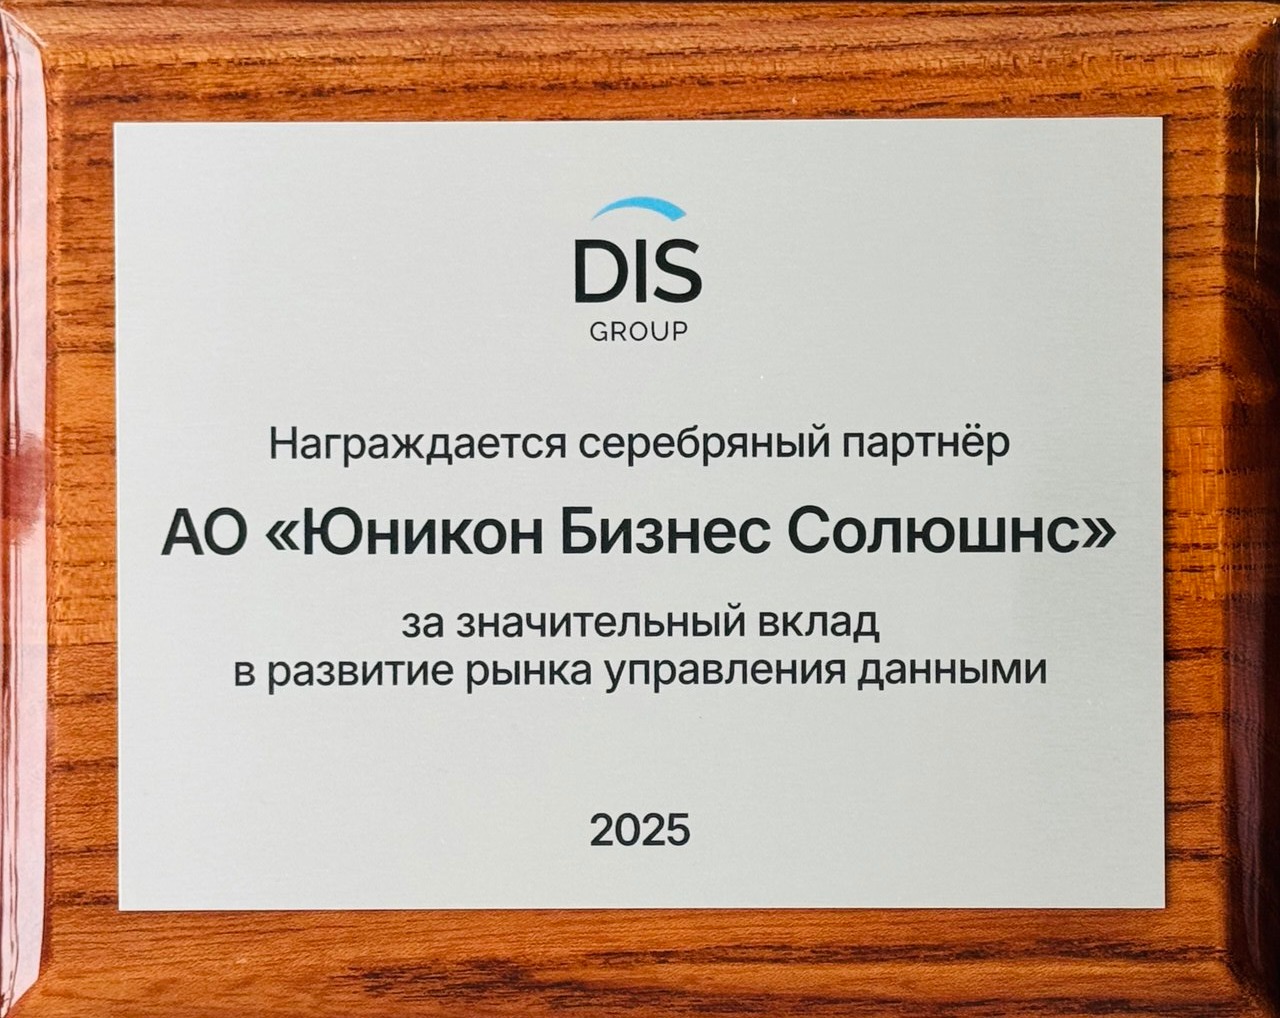 DIS
GROUP
Награждается серебряный партнёр
АО «Юникон Бизнес Солюшнс»
за значительный вклад
в развитие рынка управления данными
2025